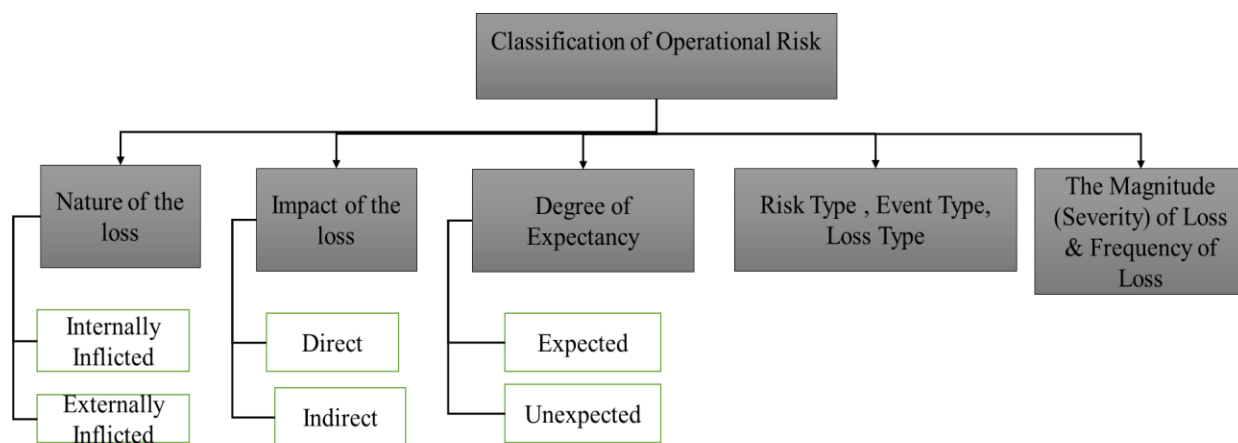 Classification of Operational Risk
Nature of the
loss
Impact of the
loss
Degree of
Expectancy
Risk Type , Event Type,
Loss Type
The Magnitude
(Severity) of Loss
& Frequency of
Loss
Internally
Inflicted
Externally
Inflicted
Direct
Indirect
Expected
Unexpected